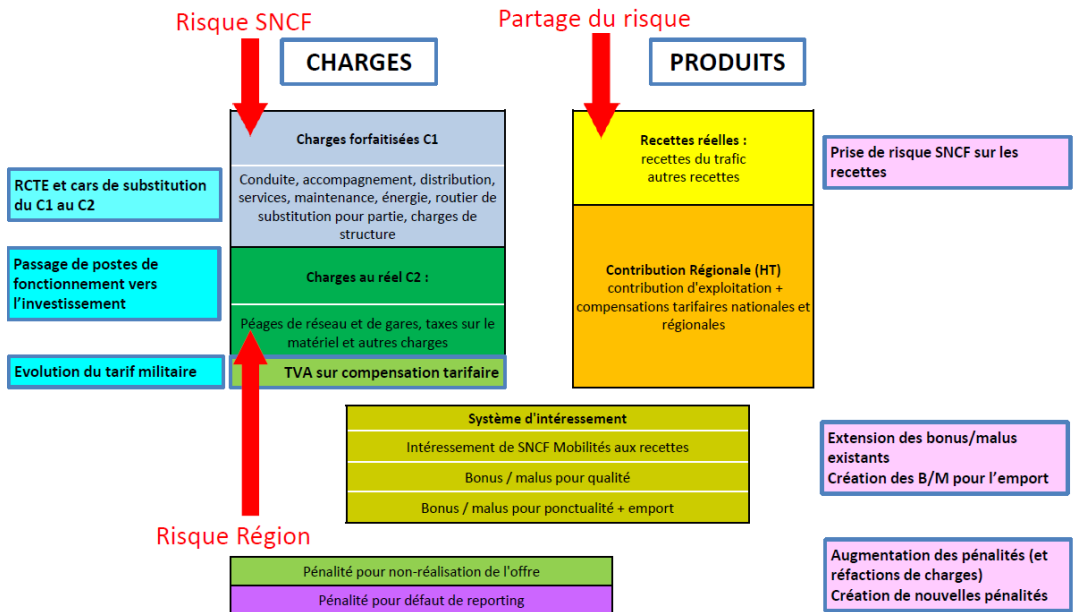 Risque SNCF
Partage du risque
CHARGES
PRODUITS
Charges forfaitisées C1
Conduite, accompagnement, distribution,
services, maintenance, énergie, routier de
substitution pour partie, charges de
structure
Charges au réel C2 :
Péages de réseau et de gares, taxes sur le
matériel et autres charges
TVA sur compensation tarifaire
Recettes réelles :
recettes du trafic
autres recettes
Contribution Régionale (HT)
contribution d'exploitation +
compensations tarifaires nationales et
régionales
RCTE et cars de substitution
du C1 au C2
Passage de postes de
fonctionnement vers
l'investissement
Evolution du tarif militaire
Prise de risque SNCF sur les
recettes
Système d'intéressement
Intéressement de SNCF Mobilités aux recettes
Bonus / malus pour qualité
Bonus / malus pour ponctualité + emport
Extension des bonus/malus
existants
Création des B/M pour l'emport
Risque Région
Pénalité pour non-réalisation de l'offre
Pénalité pour défaut de reporting
Augmentation des pénalités (et
réfactions de charges)
Création de nouvelles pénalités